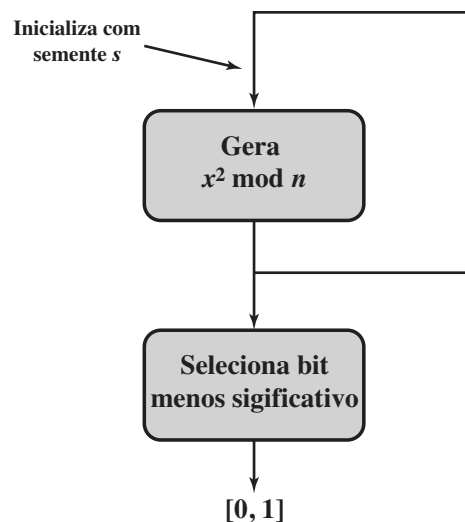 Inicializa com
semente s
Gera
x² mod n
Seleciona bit
menos sigificativo
[0, 1]